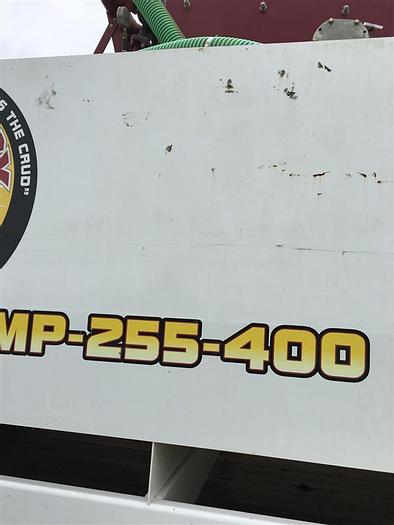 & THE CRUD"
MP-255-400